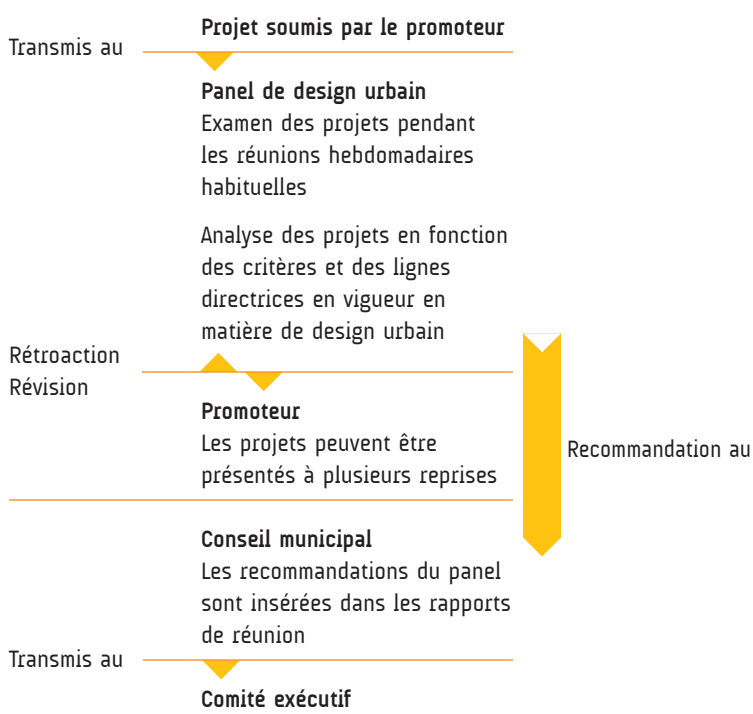 Projet soumis par le promoteur
Transmis au
Panel de design urbain
Examen des projets pendant
les réunions hebdomadaires
habituelles
Analyse des projets en fonction
des critères et des lignes
directrices en vigueur en
matière de design urbain
Rétroaction
Révision
Promoteur
Les projets peuvent être
présentés à plusieurs reprises
Recommandation au
Conseil municipal
Les recommandations du panel
sont insérées dans les rapports
de réunion
Transmis au
Comité exécutif